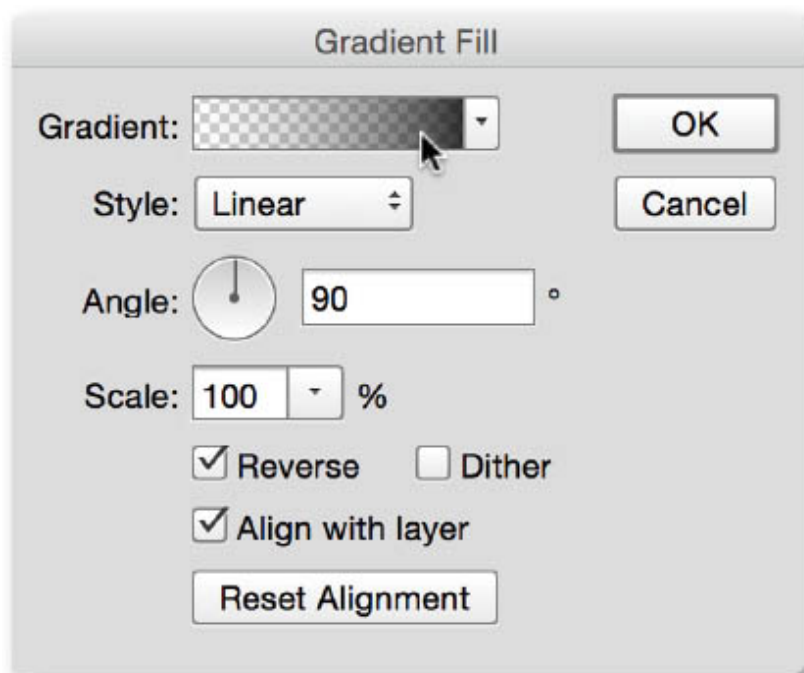 Gradient Fill
Gradient: OK
Style: Linear Cancel
Angle: 90 °
Scale: 100 %
Reverse Dither
Align with layer
Reset Alignment